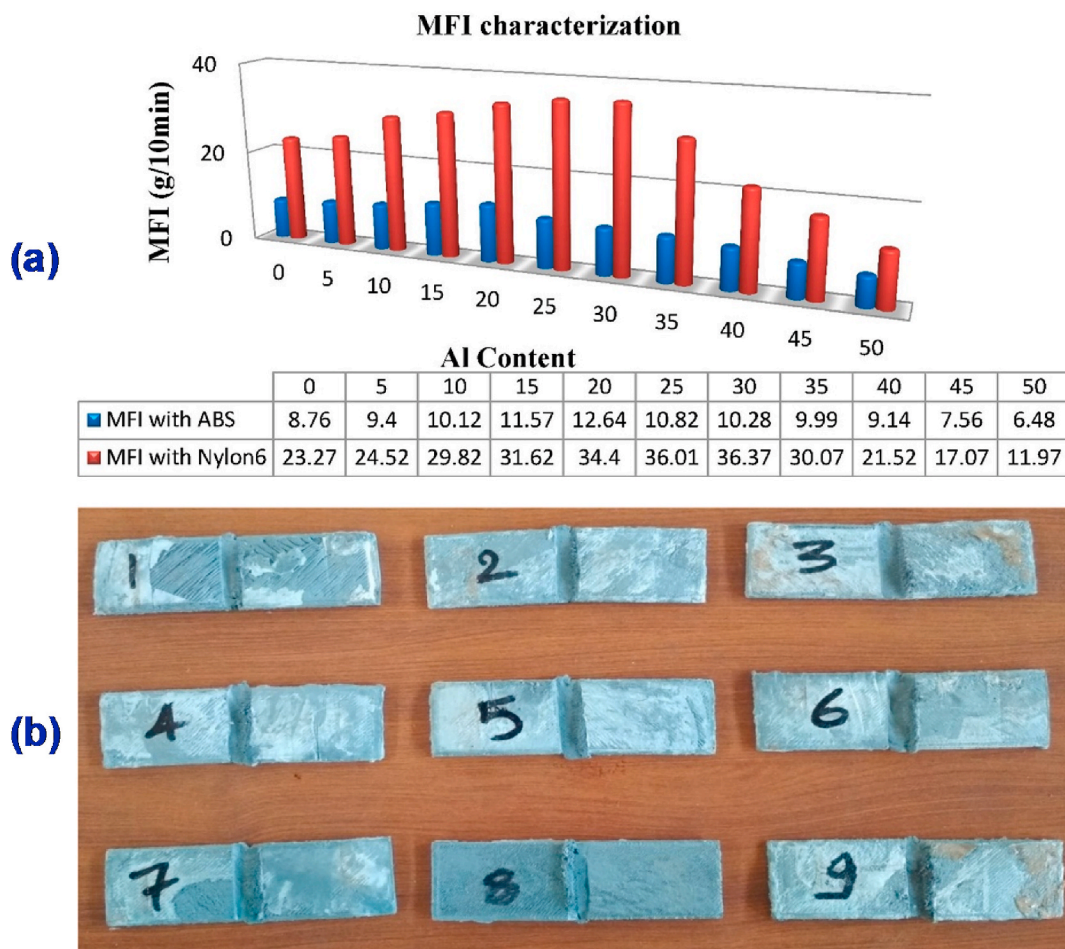 MFI characterization
MFI (g/10min)
40
20
0
0 5 10 15 20 25 30 35 40 45 50
Al Content
0 5 10 15 20 25 30 35 40 45 50
MFI with ABS 8.76 9.4 10.12 11.57 12.64 10.82 10.28 9.99 9.14 7.56 6.48
MFI with Nylon6 23.27 24.52 29.82 31.62 34.4 36.01 36.37 30.07 21.52 17.07 11.97
(a)
1 2 3
4 5 6
7 8 9
(b)